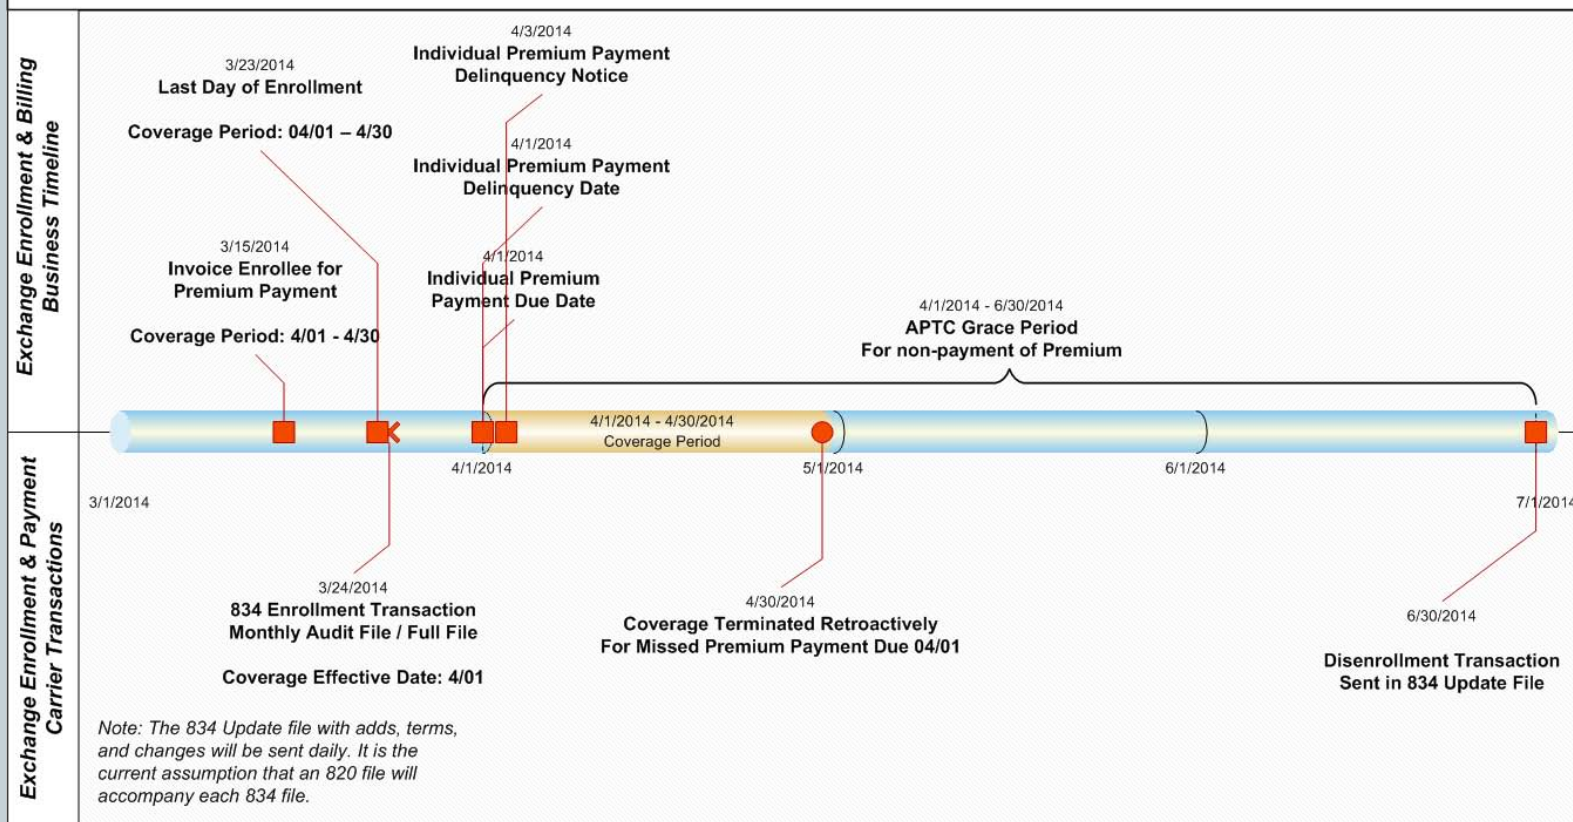 Exchange Enrollment & Billing
Business Timeline
3/23/2014
Last Day of Enrollment
Coverage Period: 04/01 – 4/30
3/15/2014
Invoice Enrollee for
Premium Payment
Coverage Period: 4/01 - 4/30
4/3/2014
Individual Premium Payment
Delinquency Notice
4/1/2014
Individual Premium Payment
Delinquency Date
4/1/2014
Individual Premium
Payment Due Date
4/1/2014 - 6/30/2014
APTC Grace Period
For non-payment of Premium
4/1/2014 - 4/30/2014
Coverage Period
3/1/2014
4/1/2014
5/1/2014
6/1/2014
7/1/2014
Exchange Enrollment & Payment
Carrier Transactions
3/24/2014
834 Enrollment Transaction
Monthly Audit File / Full File
Coverage Effective Date: 4/01
4/30/2014
Coverage Terminated Retroactively
For Missed Premium Payment Due 04/01
6/30/2014
Disenrollment Transaction
Sent in 834 Update File
Note: The 834 Update file with adds, terms,
and changes will be sent daily. It is the
current assumption that an 820 file will
accompany each 834 file.